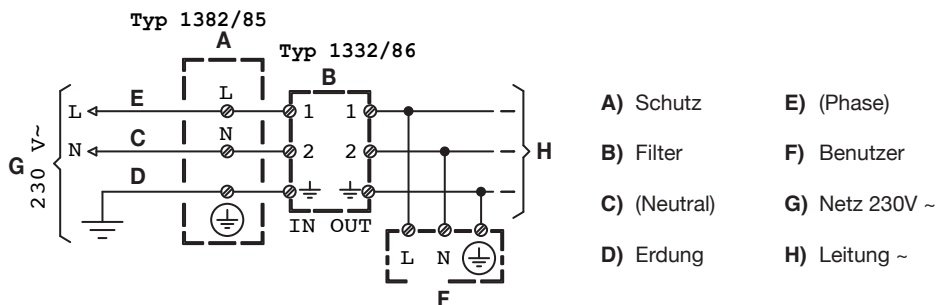 Typ 1382/85
A
Typ 1332/86
B
L
E
L
1
1
N
C
N
2
2
H
G
230 V~
D
IN OUT
L N
F
A) Schutz
B) Filter
C) (Neutral)
D) Erdung
E) (Phase)
F) Benutzer
G) Netz 230V ~
H) Leitung ~